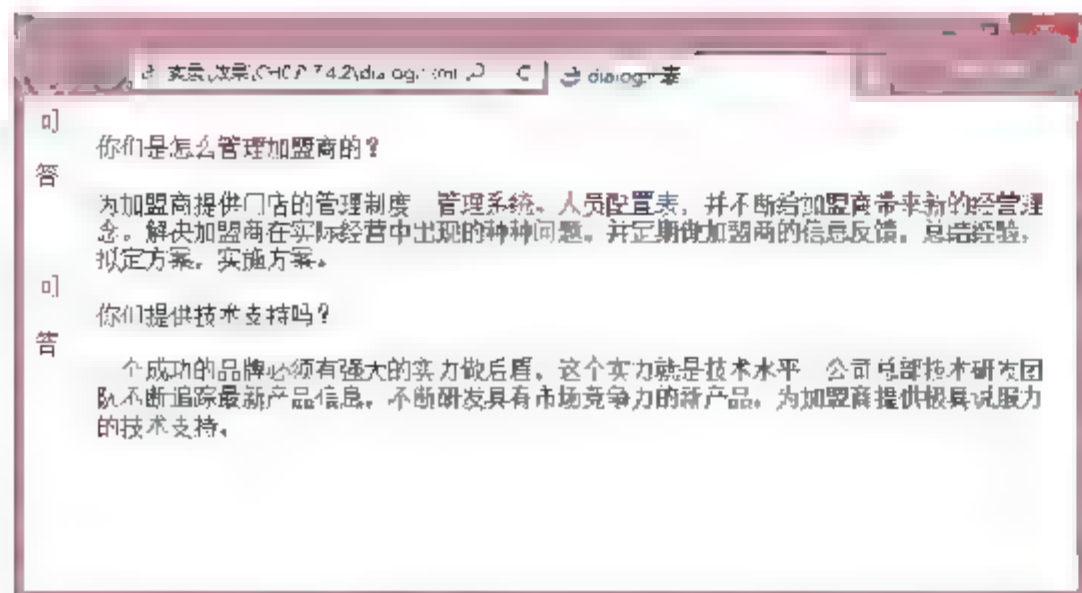 dialog元素
问
你们是怎么管理加盟商的?
答
为加盟商提供门店的管理制度、管理系统、人员配置表,并不断给加盟商带来新的经营理
念。解决加盟商在实际经营中出现的种种问题。并定期做加盟商的信息反馈。总结经验,
拟定方案。实施方案。
问
你们提供技术支持吗?
答
一个成功的品牌必须有强大的实力做后盾。这个实力就是技术水平。公司总部技术研发团
队不断追踪最新产品信息。不断研发具有市场竞争力的新产品。为加盟商提供极具说服力
的技术支持。